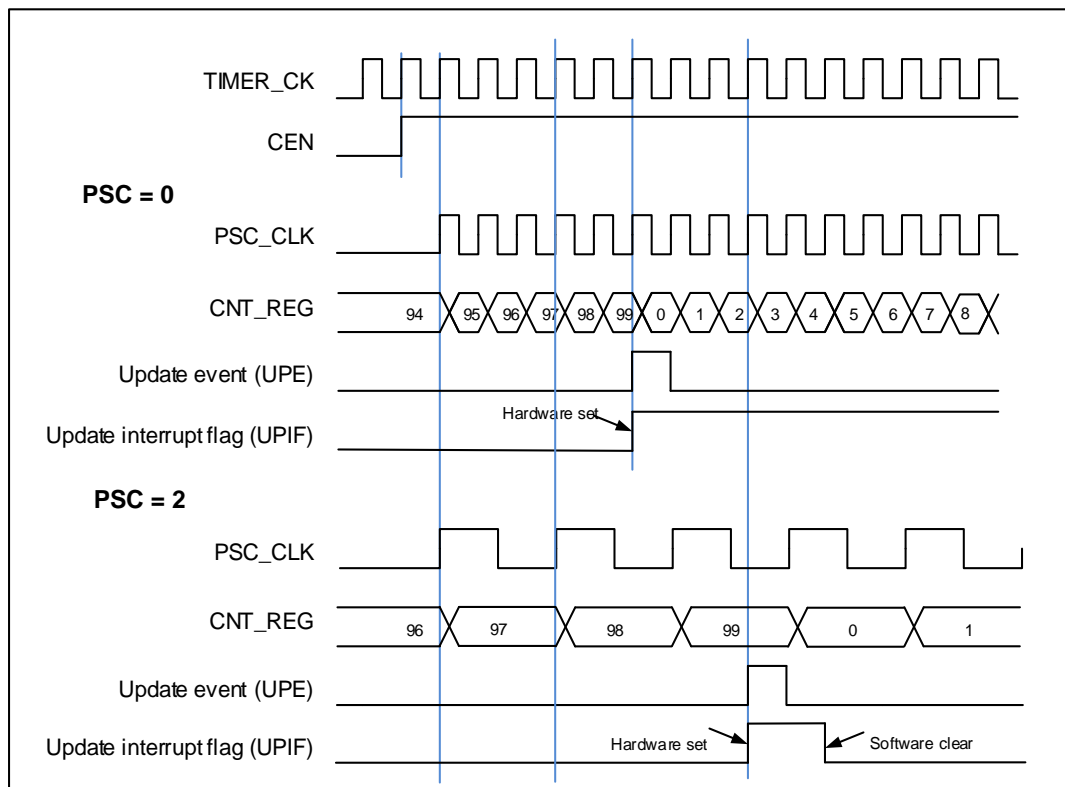 TIMER_CK
CEN
PSC = 0
PSC_CLK
CNT_REG 94 95 96 97 98 99 0 1 2 3 4 5 6 7 8
Update event (UPE)
Hardware set
Update interrupt flag (UPIF)
PSC = 2
PSC_CLK
CNT_REG 96 97 98 99 0 1
Update event (UPE)
Update interrupt flag (UPIF) Hardware set Software clear